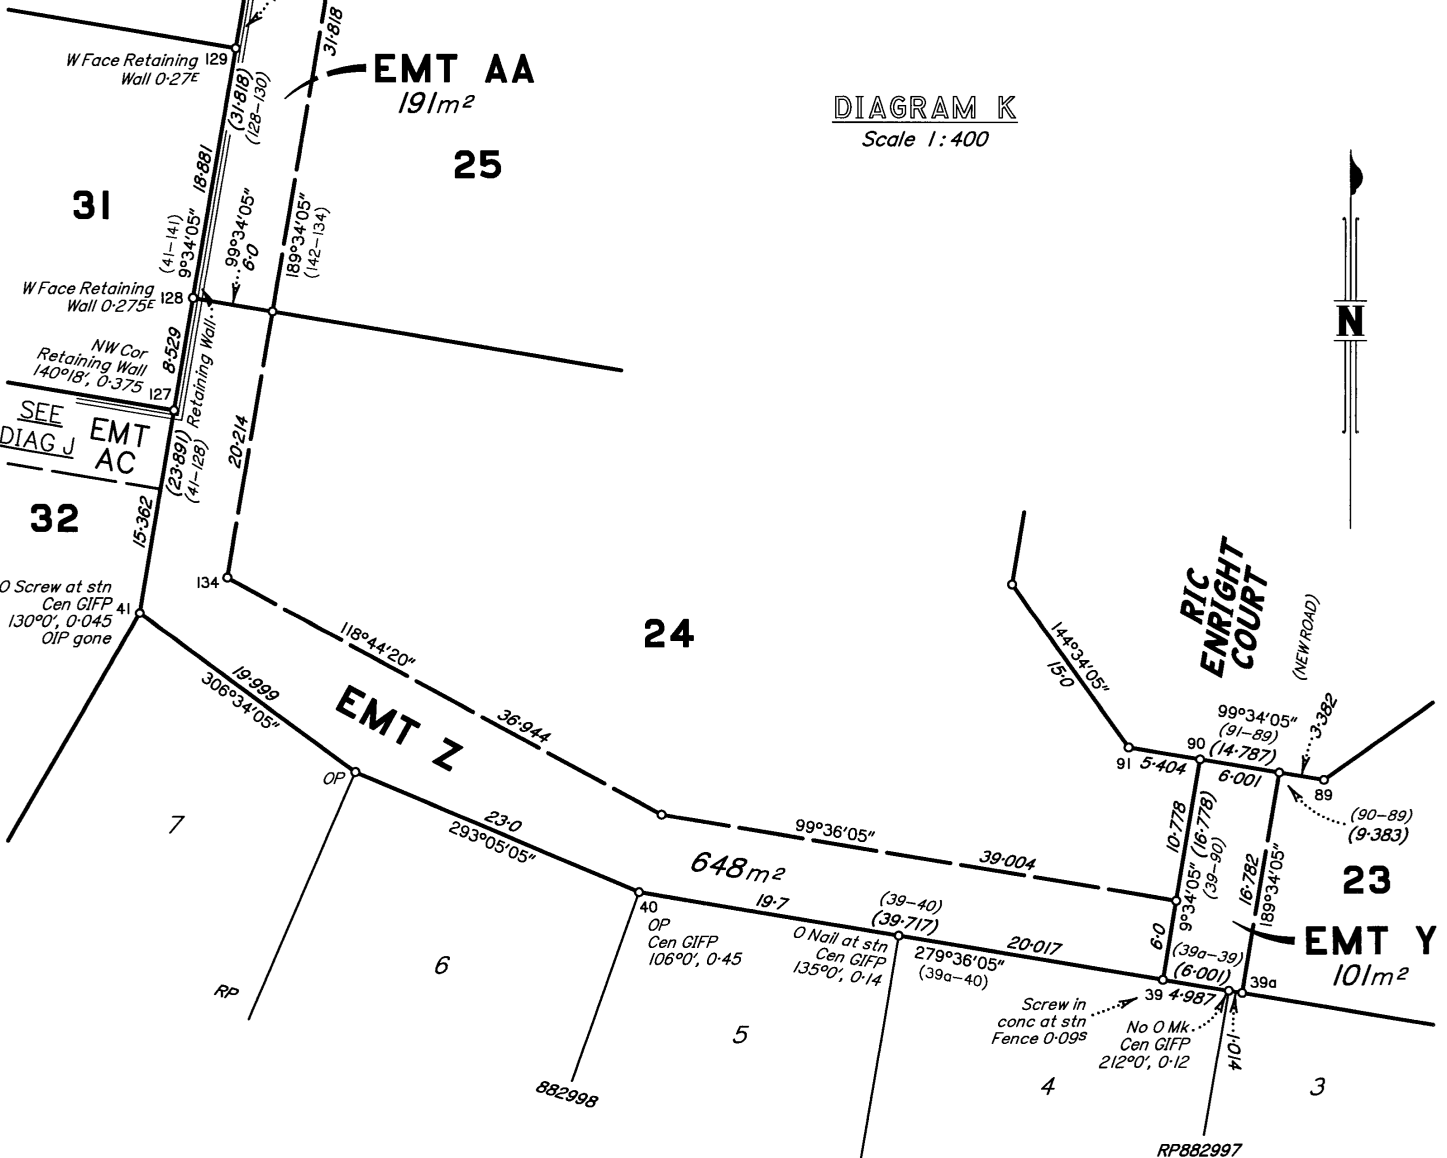 DIAGRAM K
Scale 1:400
EMT AA
191m²
31·818
129
W Face Retaining
Wall 0·27E
(31·818)
(128–130)
25
31
18·881
(41–141)
9°34′05″
99°34′05″
6·0
189°34′05″
(142–134)
W Face Retaining
Wall 0·275E
128
8·529
Retaining Wall
NW Cor
Retaining Wall
140°18′, 0·375
127
SEE
DIAG J
EMT
AC
(23·891)
(41–128)
20·214
32
15·362
134
O Screw at stn
Cen GIFP
130°0′, 0·045
OIP gone
41
118°44′20″
36·944
19·999
306°34′05″
EMT Z
24
RIC
ENRIGHT
COURT
(NEW ROAD)
144°34′05″
15·0
99°34′05″
(91–89)
(14·787)
3·382
90
91
5·404
6·001
89
(90–89)
(9·383)
OP
7
23·0
293°05′05″
99°36′05″
39·004
10·778
(16·778)
9°34′05″
(39–90)
16·782
189°34′05″
23
648m²
19·7
(39–40)
(39·717)
40
OP
Cen GIFP
106°0′, 0·45
O Nail at stn
Cen GIFP
135°0′, 0·14
20·017
279°36′05″
(39a–40)
6·0
(39a–39)
(6·001)
EMT Y
101m²
39a
39
4·987
1·014
Screw in
conc at stn
Fence 0·09S
No O Mk
Cen GIFP
212°0′, 0·12
RP
6
5
4
3
882998
RP882997
N